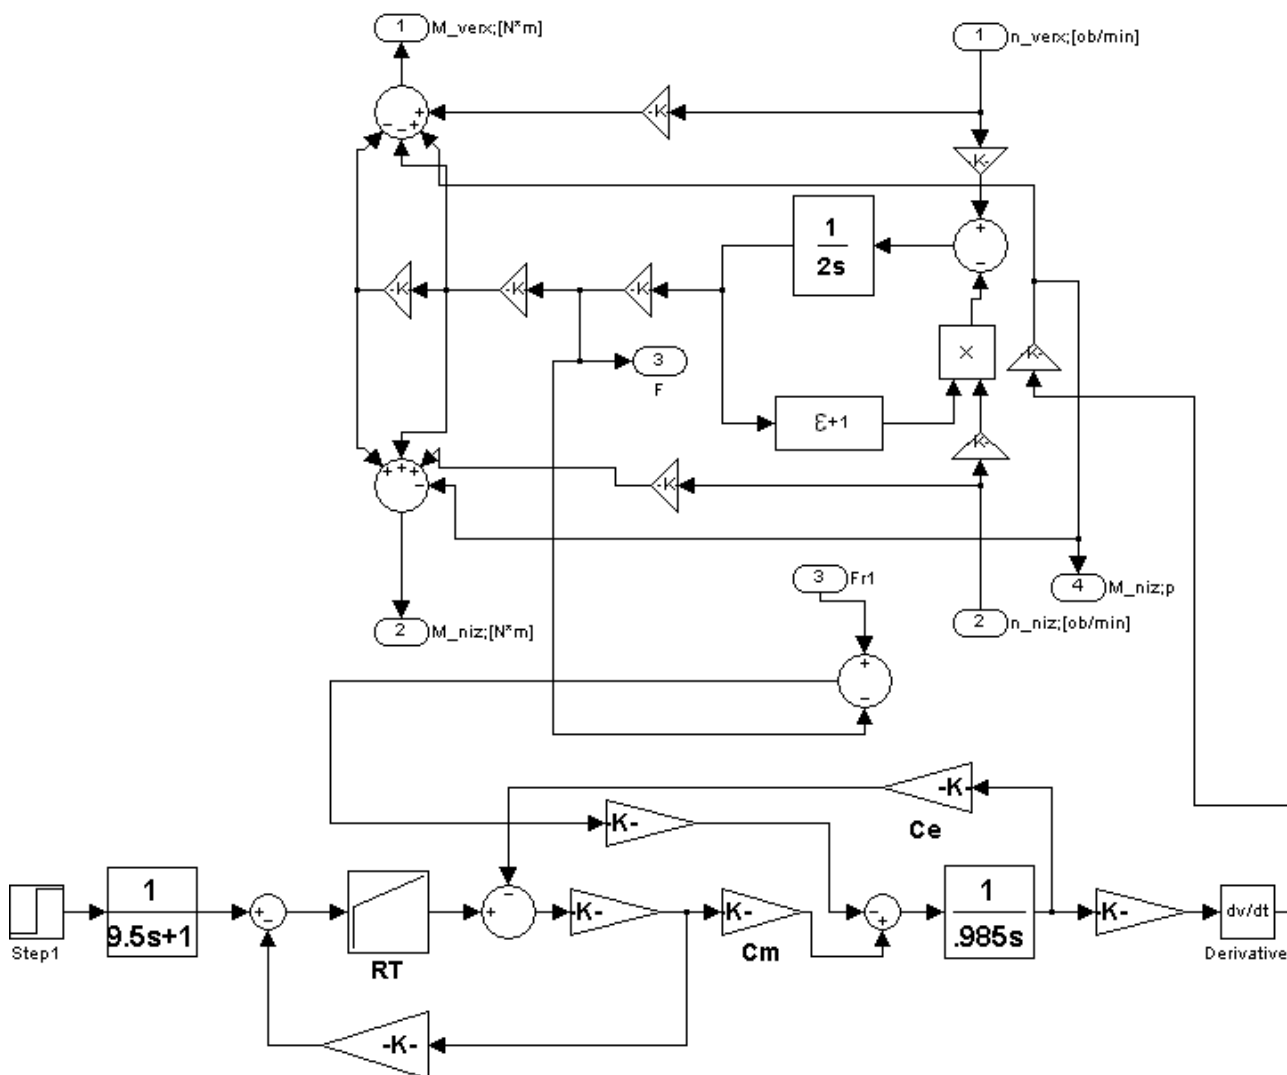 1
M_verx;[N*m]
1
n_verx;[ob/min]
+
-
-
+
-K-
-K-
1
2s
+
-
-K-
-K-
-K-
×
-K-
3
F
ε+1
-K-
+
+
+
-
-K-
3
Fr1
4
M_niz;p
2
M_niz;[N*m]
2
n_niz;[ob/min]
+
-
-K-
Ce
-K-
Step1
1
9.5s+1
+
-
RT
-
+
-K-
-K-
Cm
-
+
1
.985s
-K-
dv/dt
Derivative
-K-